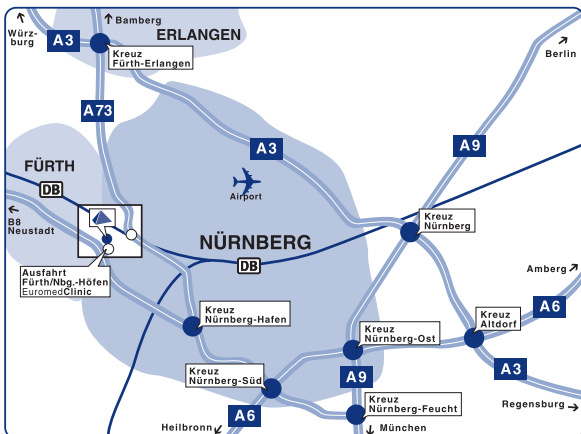 Würz-
burg
A3
Bamberg
ERLANGEN
Kreuz
Fürth-Erlangen
Berlin
A73
A3
A9
FÜRTH
DB
Airport
B8
Neustadt
NÜRNBERG
DB
Kreuz
Nürnberg
Ausfahrt
Fürth/Nbg.-Höfen
EuromedClinic
Amberg
A6
Kreuz
Nürnberg-Hafen
Kreuz
Altdorf
Kreuz
Nürnberg-Ost
Kreuz
Nürnberg-Süd
A9
A3
Kreuz
Nürnberg-Feucht
Regensburg
A6
Heilbronn
München